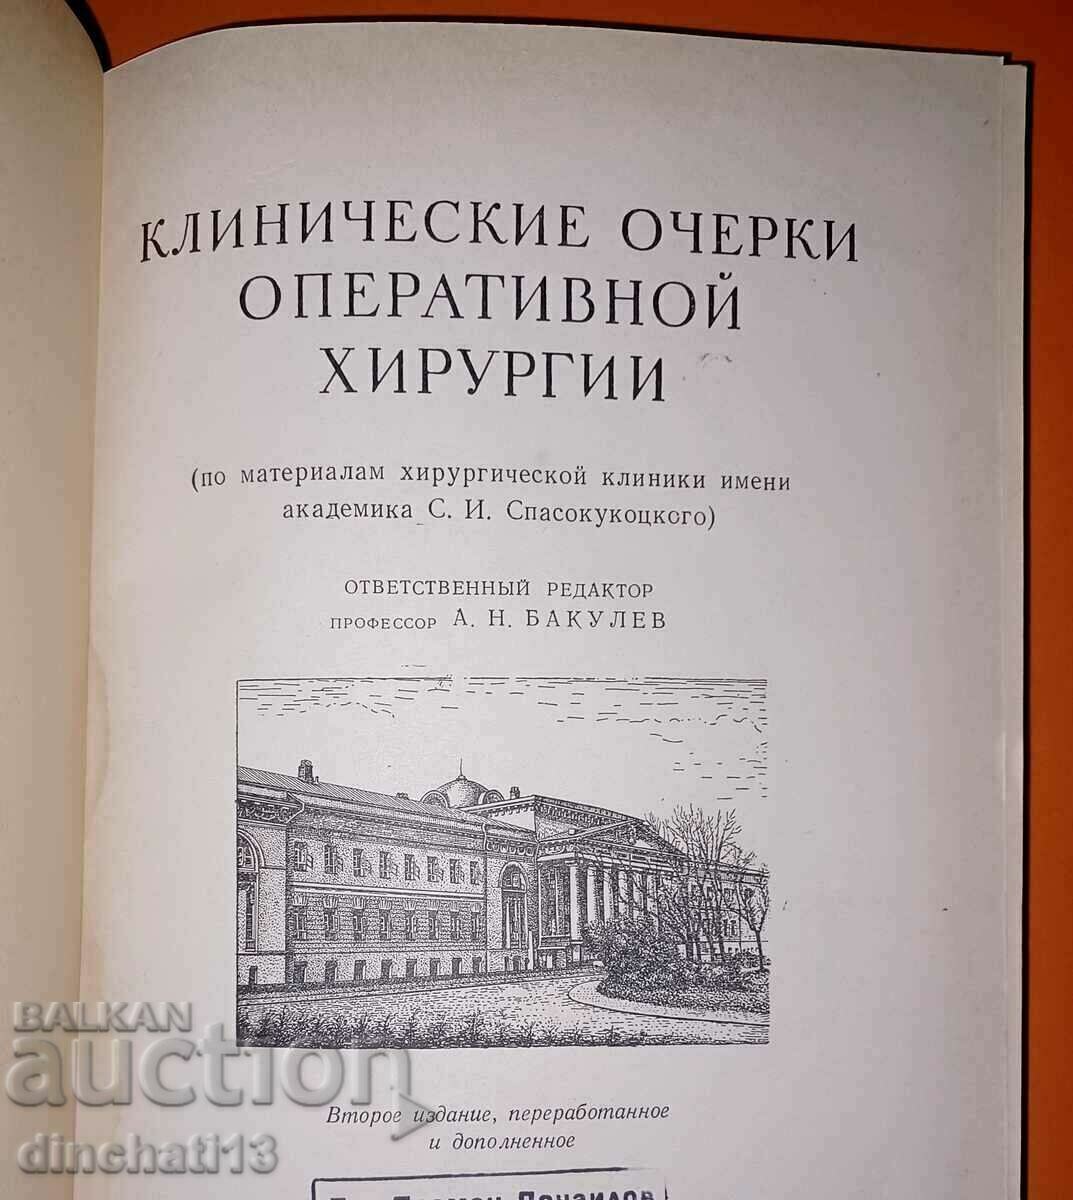 КЛИНИЧЕСКИЕ ОЧЕРКИ
ОПЕРАТИВНОЙ
ХИРУРГИИ
(по материалам хирургической клиники имени
академика С. И. Спасокукоцкого)
ОТВЕТСТВЕННЫЙ РЕДАКТОР
ПРОФЕССОР А. Н. БАКУЛЕВ
Второе издание, переработанное
и дополненное
BALKAN
auction
dinchati13